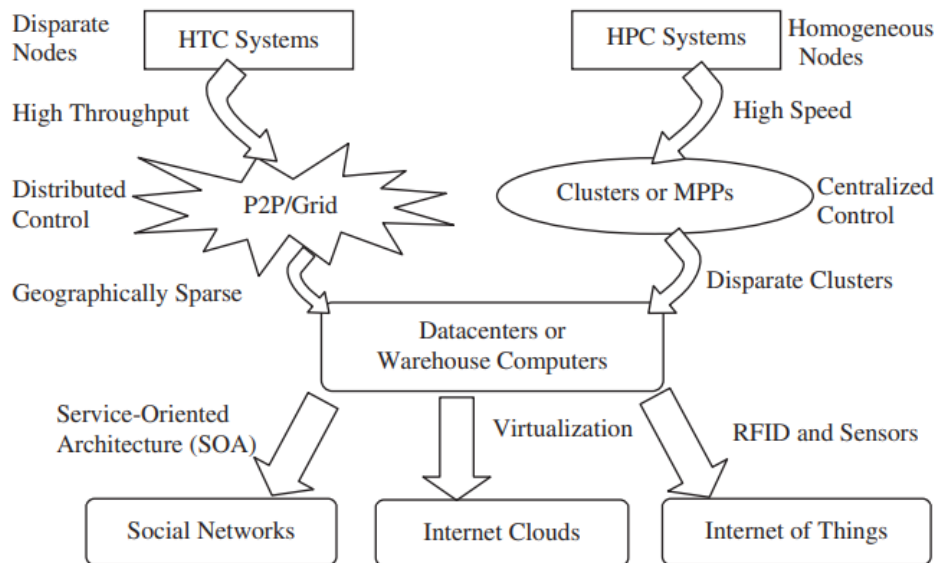 Disparate
Nodes
HTC Systems
HPC Systems
Homogeneous
Nodes
High Throughput
High Speed
Distributed
Control
P2P/Grid
Clusters or MPPs
Centralized
Control
Geographically Sparse
Disparate Clusters
Datacenters or
Warehouse Computers
Service-Oriented
Architecture (SOA)
Virtualization
RFID and Sensors
Social Networks
Internet Clouds
Internet of Things